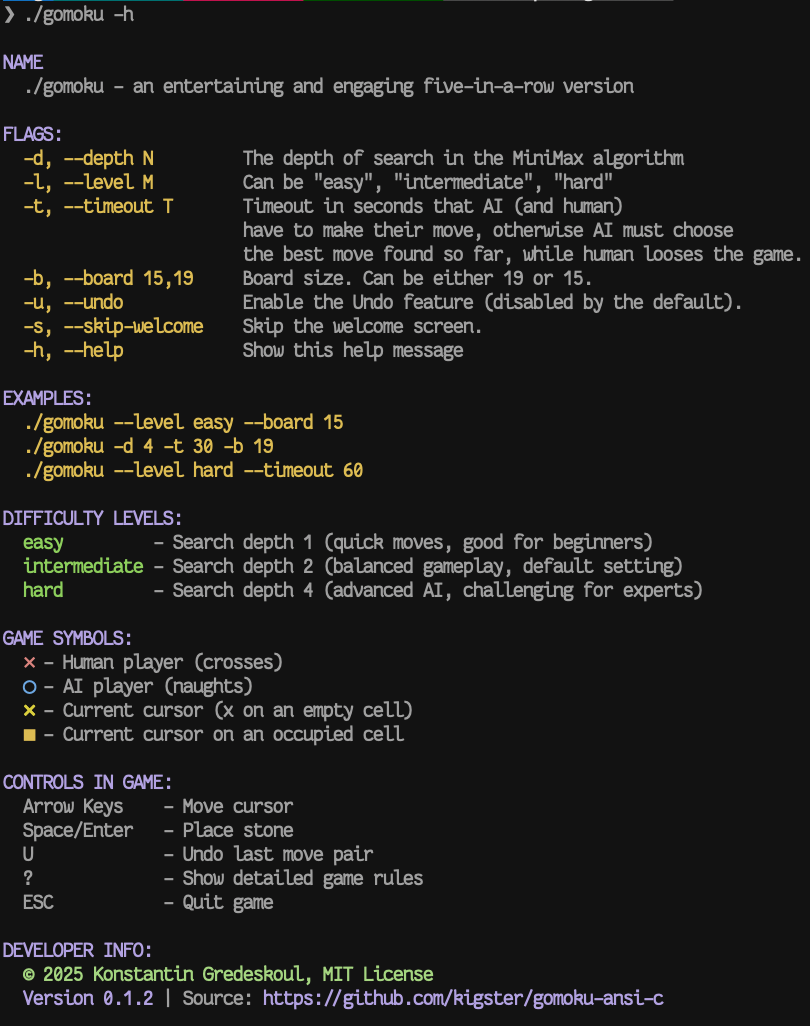 ❯ ./gomoku -h
NAME
./gomoku - an entertaining and engaging five-in-a-row version
FLAGS:
-d, --depth N The depth of search in the MiniMax algorithm
-l, --level M Can be "easy", "intermediate", "hard"
-t, --timeout T Timeout in seconds that AI (and human)
have to make their move, otherwise AI must choose
the best move found so far, while human looses the game.
-b, --board 15,19 Board size. Can be either 19 or 15.
-u, --undo Enable the Undo feature (disabled by the default).
-s, --skip-welcome Skip the welcome screen.
-h, --help Show this help message
EXAMPLES:
./gomoku --level easy --board 15
./gomoku -d 4 -t 30 -b 19
./gomoku --level hard --timeout 60
DIFFICULTY LEVELS:
easy - Search depth 1 (quick moves, good for beginners)
intermediate - Search depth 2 (balanced gameplay, default setting)
hard - Search depth 4 (advanced AI, challenging for experts)
GAME SYMBOLS:
✕ - Human player (crosses)
○ - AI player (naughts)
✕ - Current cursor (x on an empty cell)
■ - Current cursor on an occupied cell
CONTROLS IN GAME:
Arrow Keys - Move cursor
Space/Enter - Place stone
U - Undo last move pair
? - Show detailed game rules
ESC - Quit game
DEVELOPER INFO:
© 2025 Konstantin Gredeskoul, MIT License
Version 0.1.2 | Source: https://github.com/kigster/gomoku-ansi-c